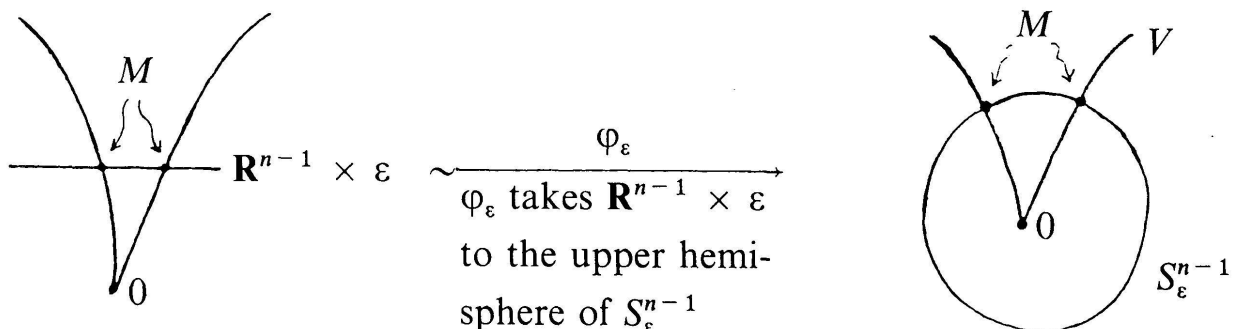 M
R^{n-1} × ε
0
φ_ε
φ_ε takes R^{n-1} × ε
to the upper hemi-
sphere of S_ε^{n-1}
M
V
0
S_ε^{n-1}